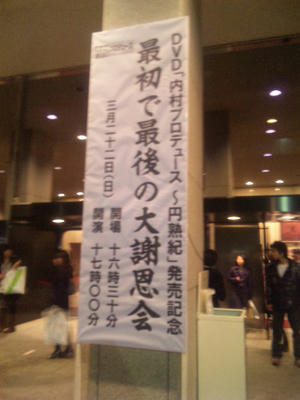 DVD「内村プロデュース ~円熟紀」発売記念
最初で最後の大謝恩会
三月二十二日(日)
開場 十六時三十分
開演 十七時〇〇分